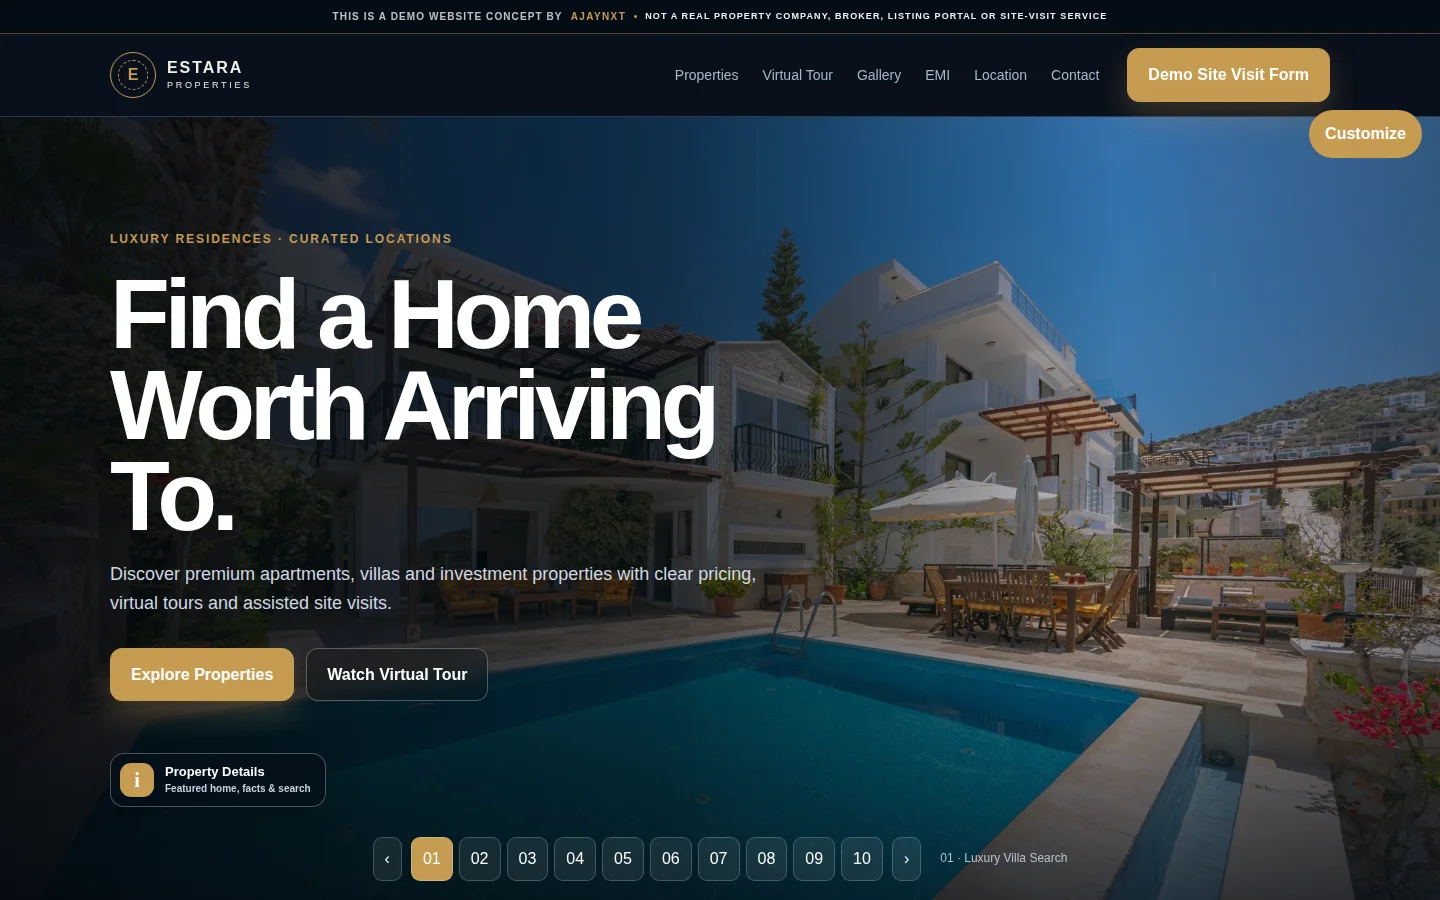 THIS IS A DEMO WEBSITE CONCEPT BY AJAYNXT • NOT A REAL PROPERTY COMPANY, BROKER, LISTING PORTAL OR SITE-VISIT SERVICE
E
ESTARA
PROPERTIES
Properties Virtual Tour Gallery EMI Location Contact
Demo Site Visit Form
Customize
LUXURY RESIDENCES · CURATED LOCATIONS
Find a Home
Worth Arriving
To.
Discover premium apartments, villas and investment properties with clear pricing,
virtual tours and assisted site visits.
Explore Properties Watch Virtual Tour
i
Property Details
Featured home, facts & search
‹ 01 02 03 04 05 06 07 08 09 10 › 01 · Luxury Villa Search